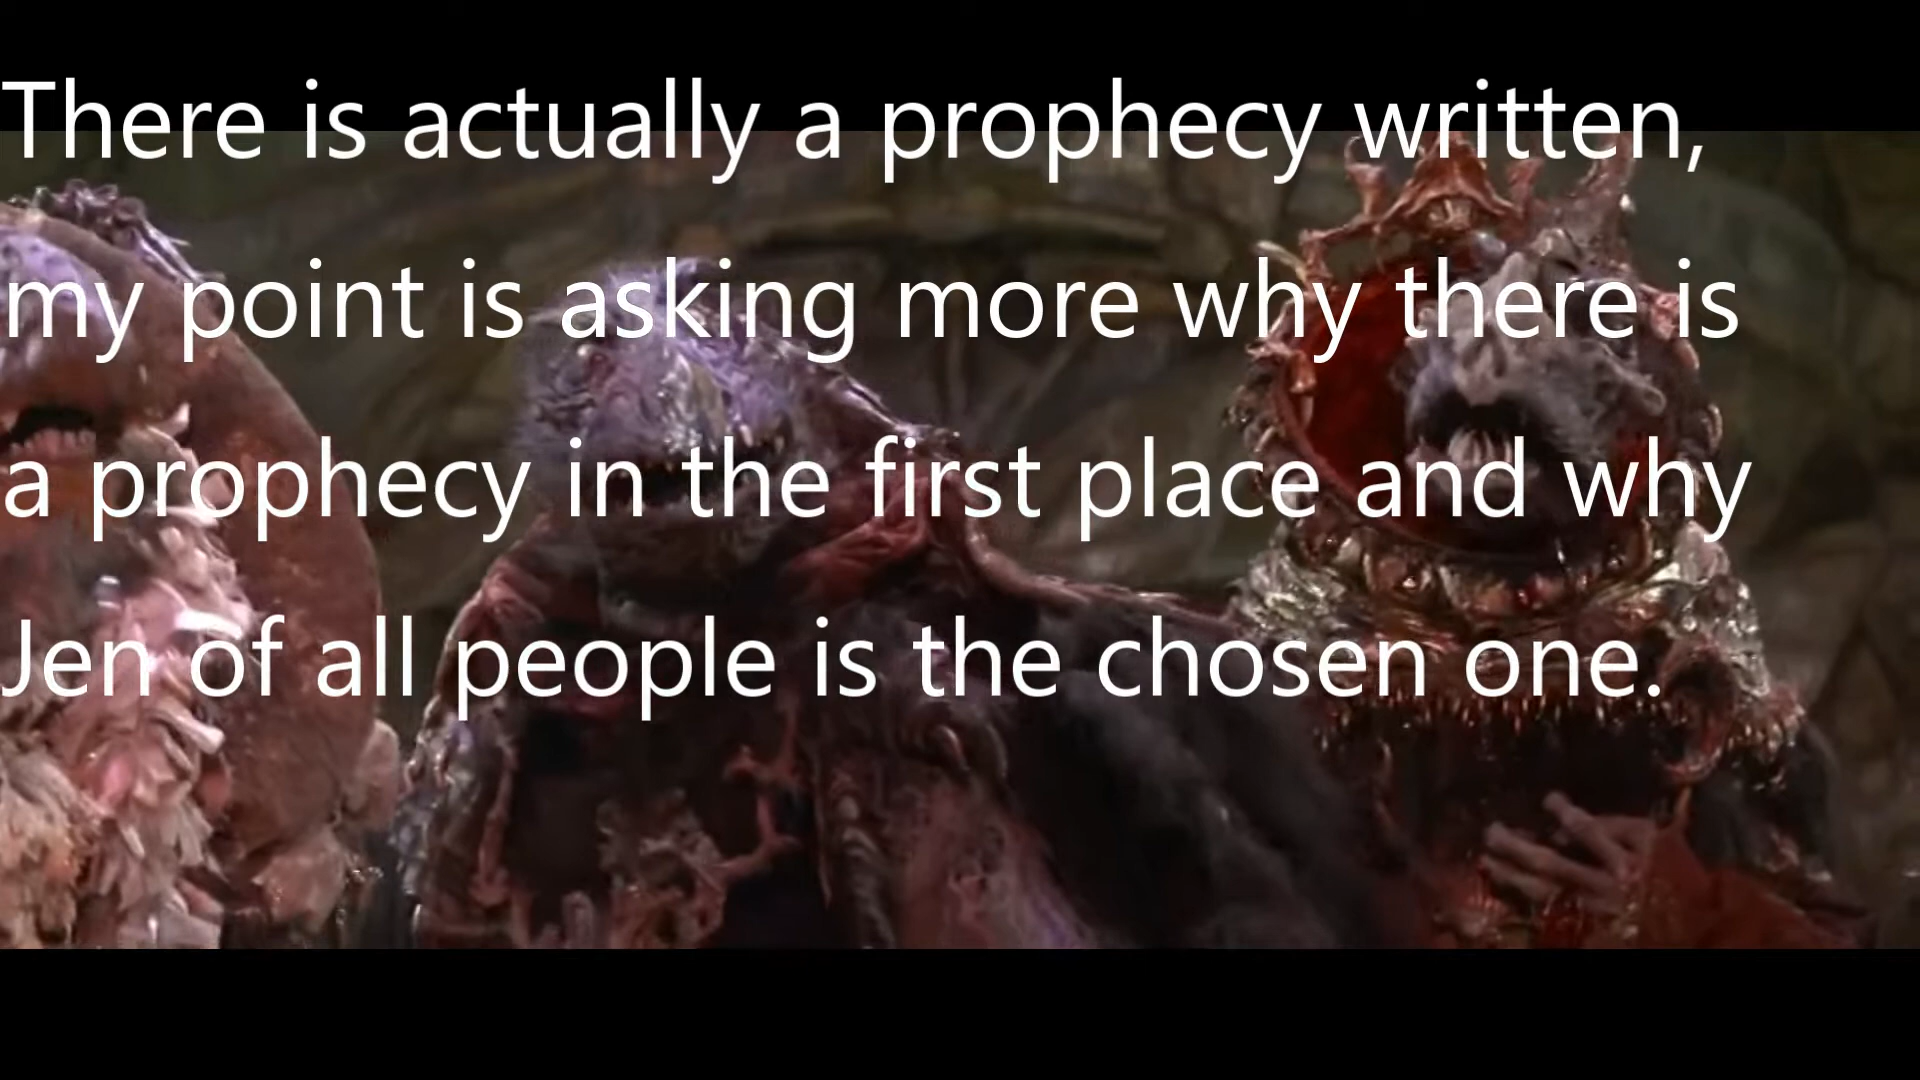 There is actually a prophecy written,
my point is asking more why there is
a prophecy in the first place and why
Jen of all people is the chosen one.